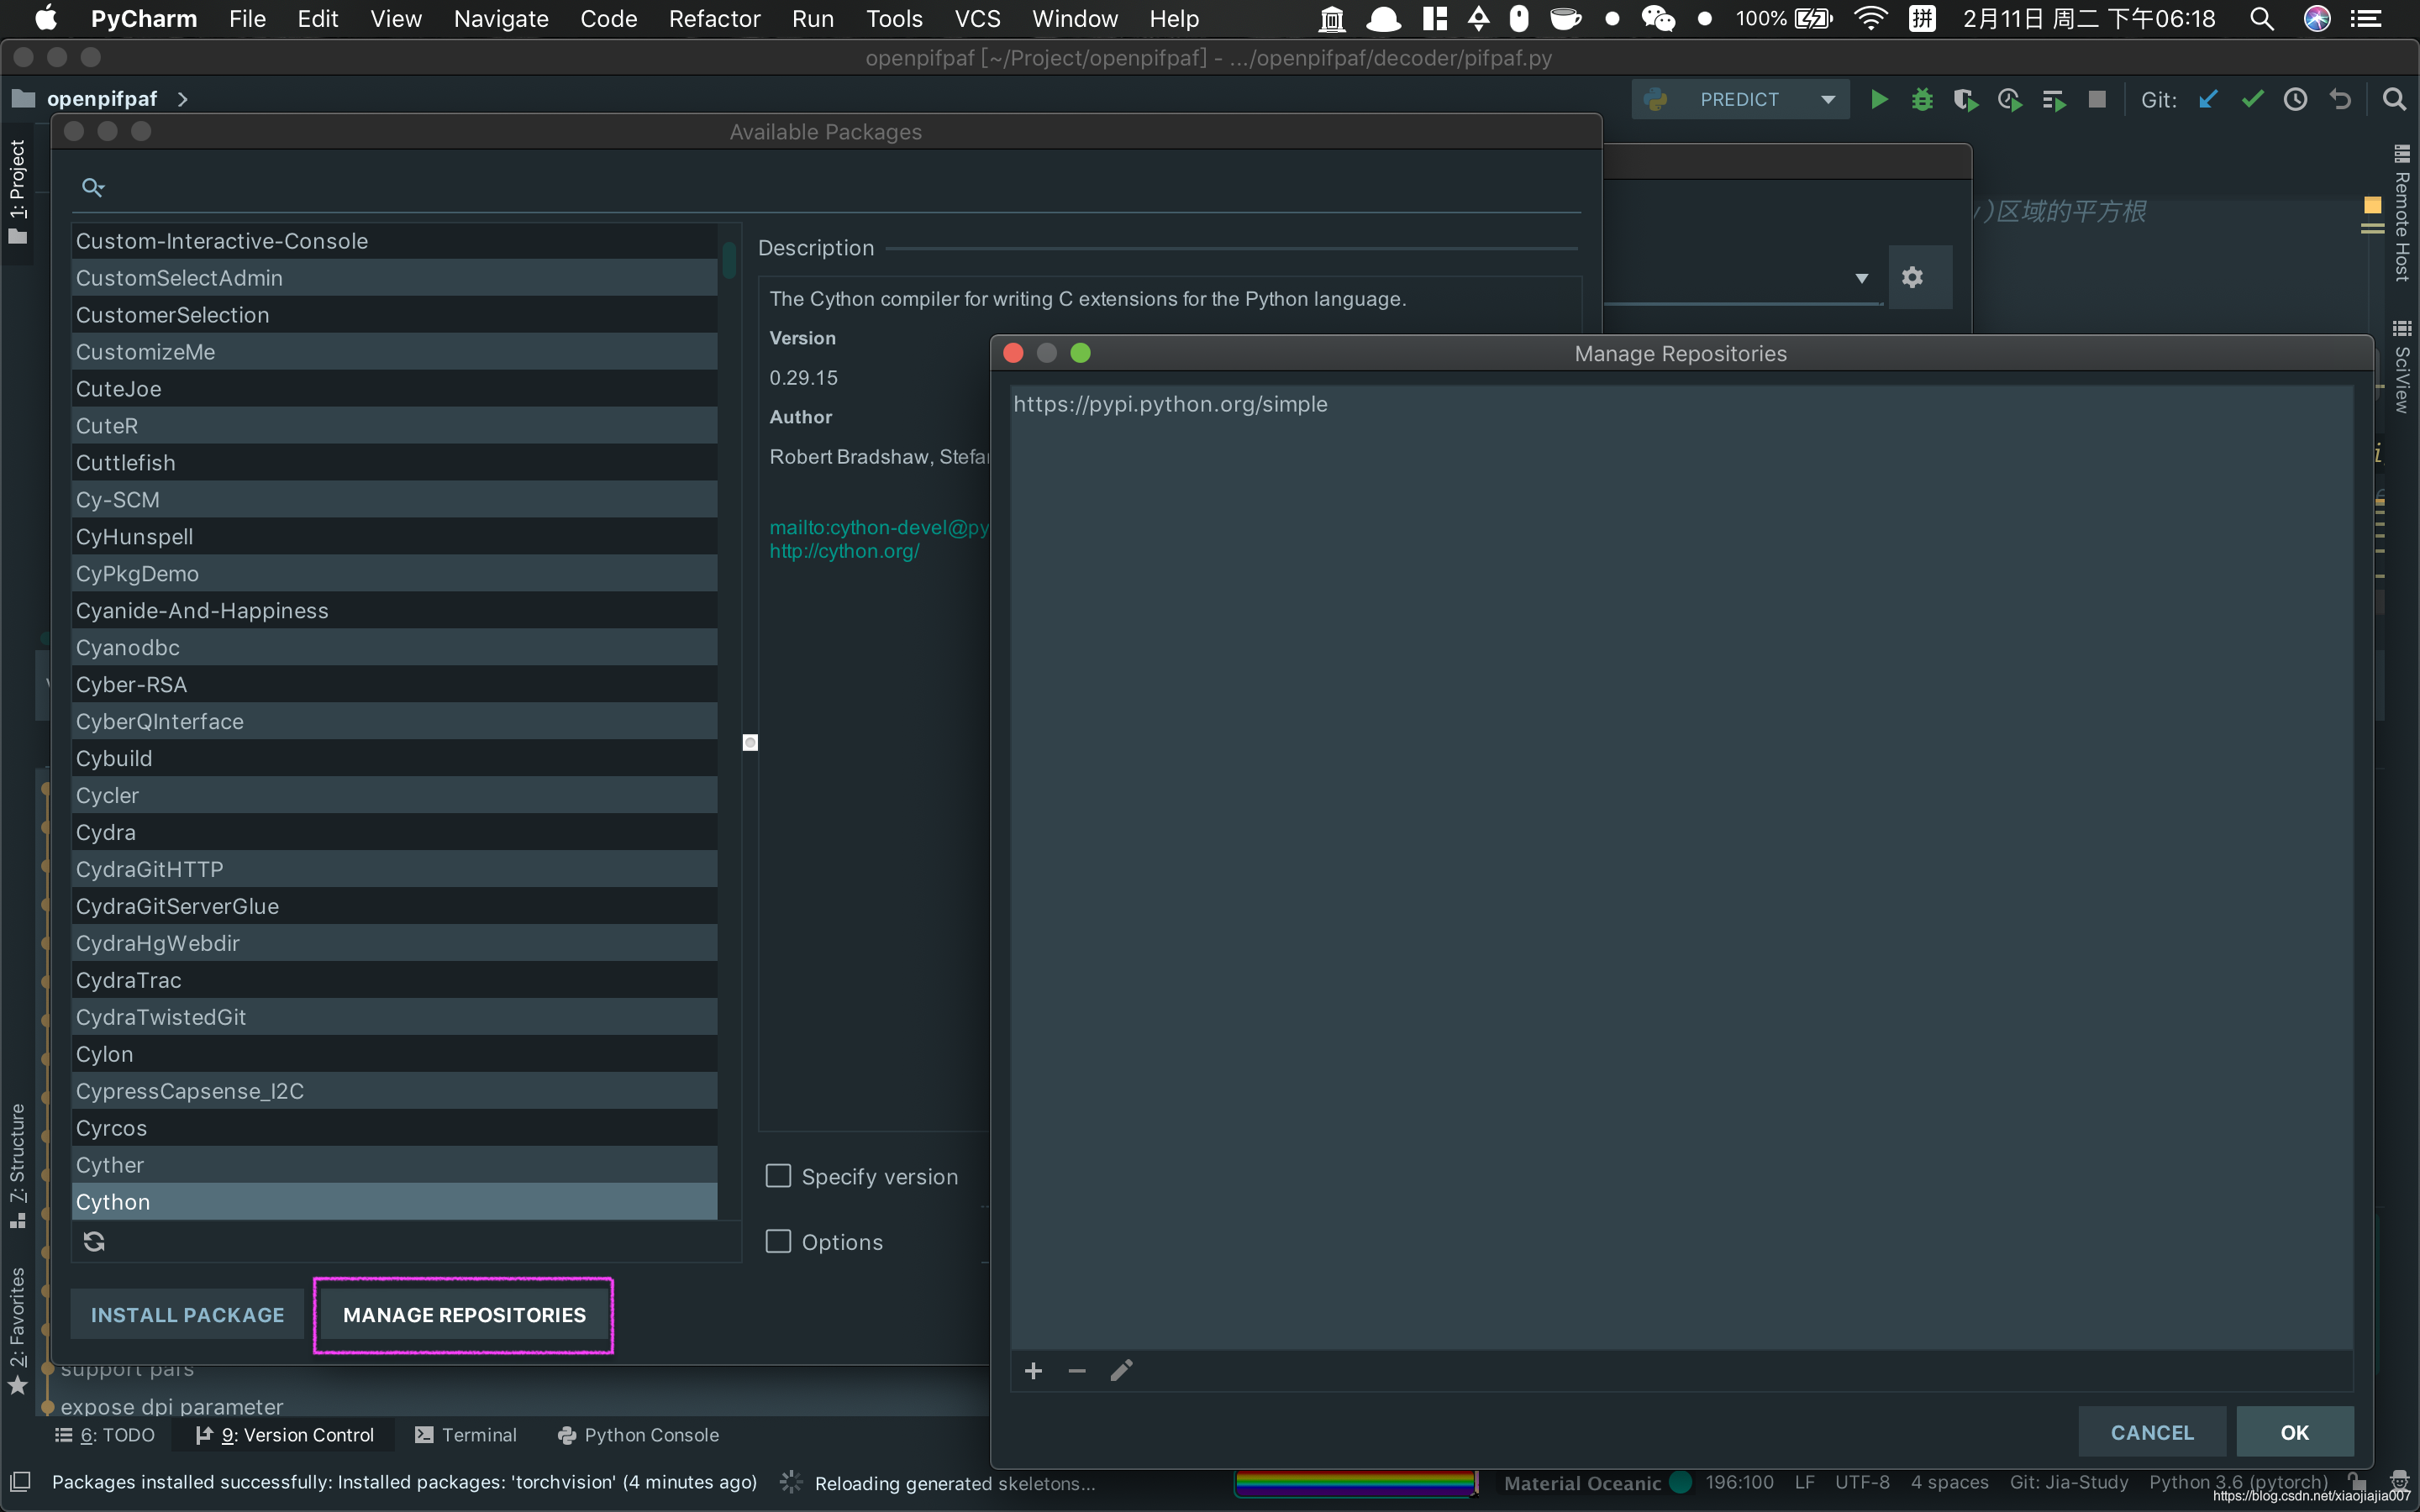 PyCharm File Edit View Navigate Code Refactor Run Tools VCS Window Help 100% 拼 2月11日 周二 下午06:18
openpifpaf [~/Project/openpifpaf] - .../openpifpaf/decoder/pifpaf.py
openpifpaf
PREDICT
Git:
Available Packages
1: Project
Remote Host
SciView
)区域的平方根
Custom-Interactive-Console
CustomSelectAdmin
CustomerSelection
CustomizeMe
CuteJoe
CuteR
Cuttlefish
Cy-SCM
CyHunspell
CyPkgDemo
Cyanide-And-Happiness
Cyanodbc
Cyber-RSA
CyberQInterface
Cybuild
Cycler
Cydra
CydraGitHTTP
CydraGitServerGlue
CydraHgWebdir
CydraTrac
CydraTwistedGit
Cylon
CypressCapsense_I2C
Cyrcos
Cyther
Cython
Description
The Cython compiler for writing C extensions for the Python language.
Version
0.29.15
Author
Robert Bradshaw, Stefa
mailto:cython-devel@py
http://cython.org/
Specify version
Options
INSTALL PACKAGE
MANAGE REPOSITORIES
Manage Repositories
https://pypi.python.org/simple
CANCEL
OK
7: Structure
2: Favorites
support pafs
expose dpi parameter
6: TODO
9: Version Control
Terminal
Python Console
Packages installed successfully: Installed packages: 'torchvision' (4 minutes ago)
Reloading generated skeletons...
Material Oceanic
196:100 LF UTF-8 4 spaces Git: Jia-Study Python 3.6 (pytorch)
https://blog.csdn.net/xiaojiajia007